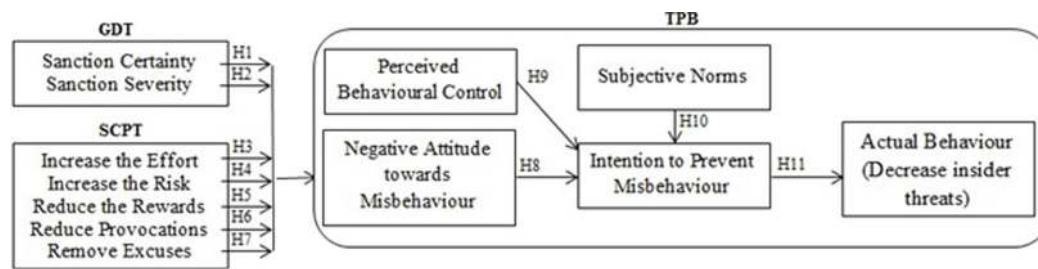 GDT
Sanction Certainty
Sanction Severity
H1
H2
SCPT
Increase the Effort
Increase the Risk
Reduce the Rewards
Reduce Provocations
Remove Excuses
H3
H4
H5
H6
H7
TPB
Perceived
Behavioural Control
H9
Subjective Norms
H10
Negative Attitude
towards
Misbehaviour
H8
Intention to Prevent
Misbehaviour
H11
Actual Behaviour
(Decrease insider
threats)